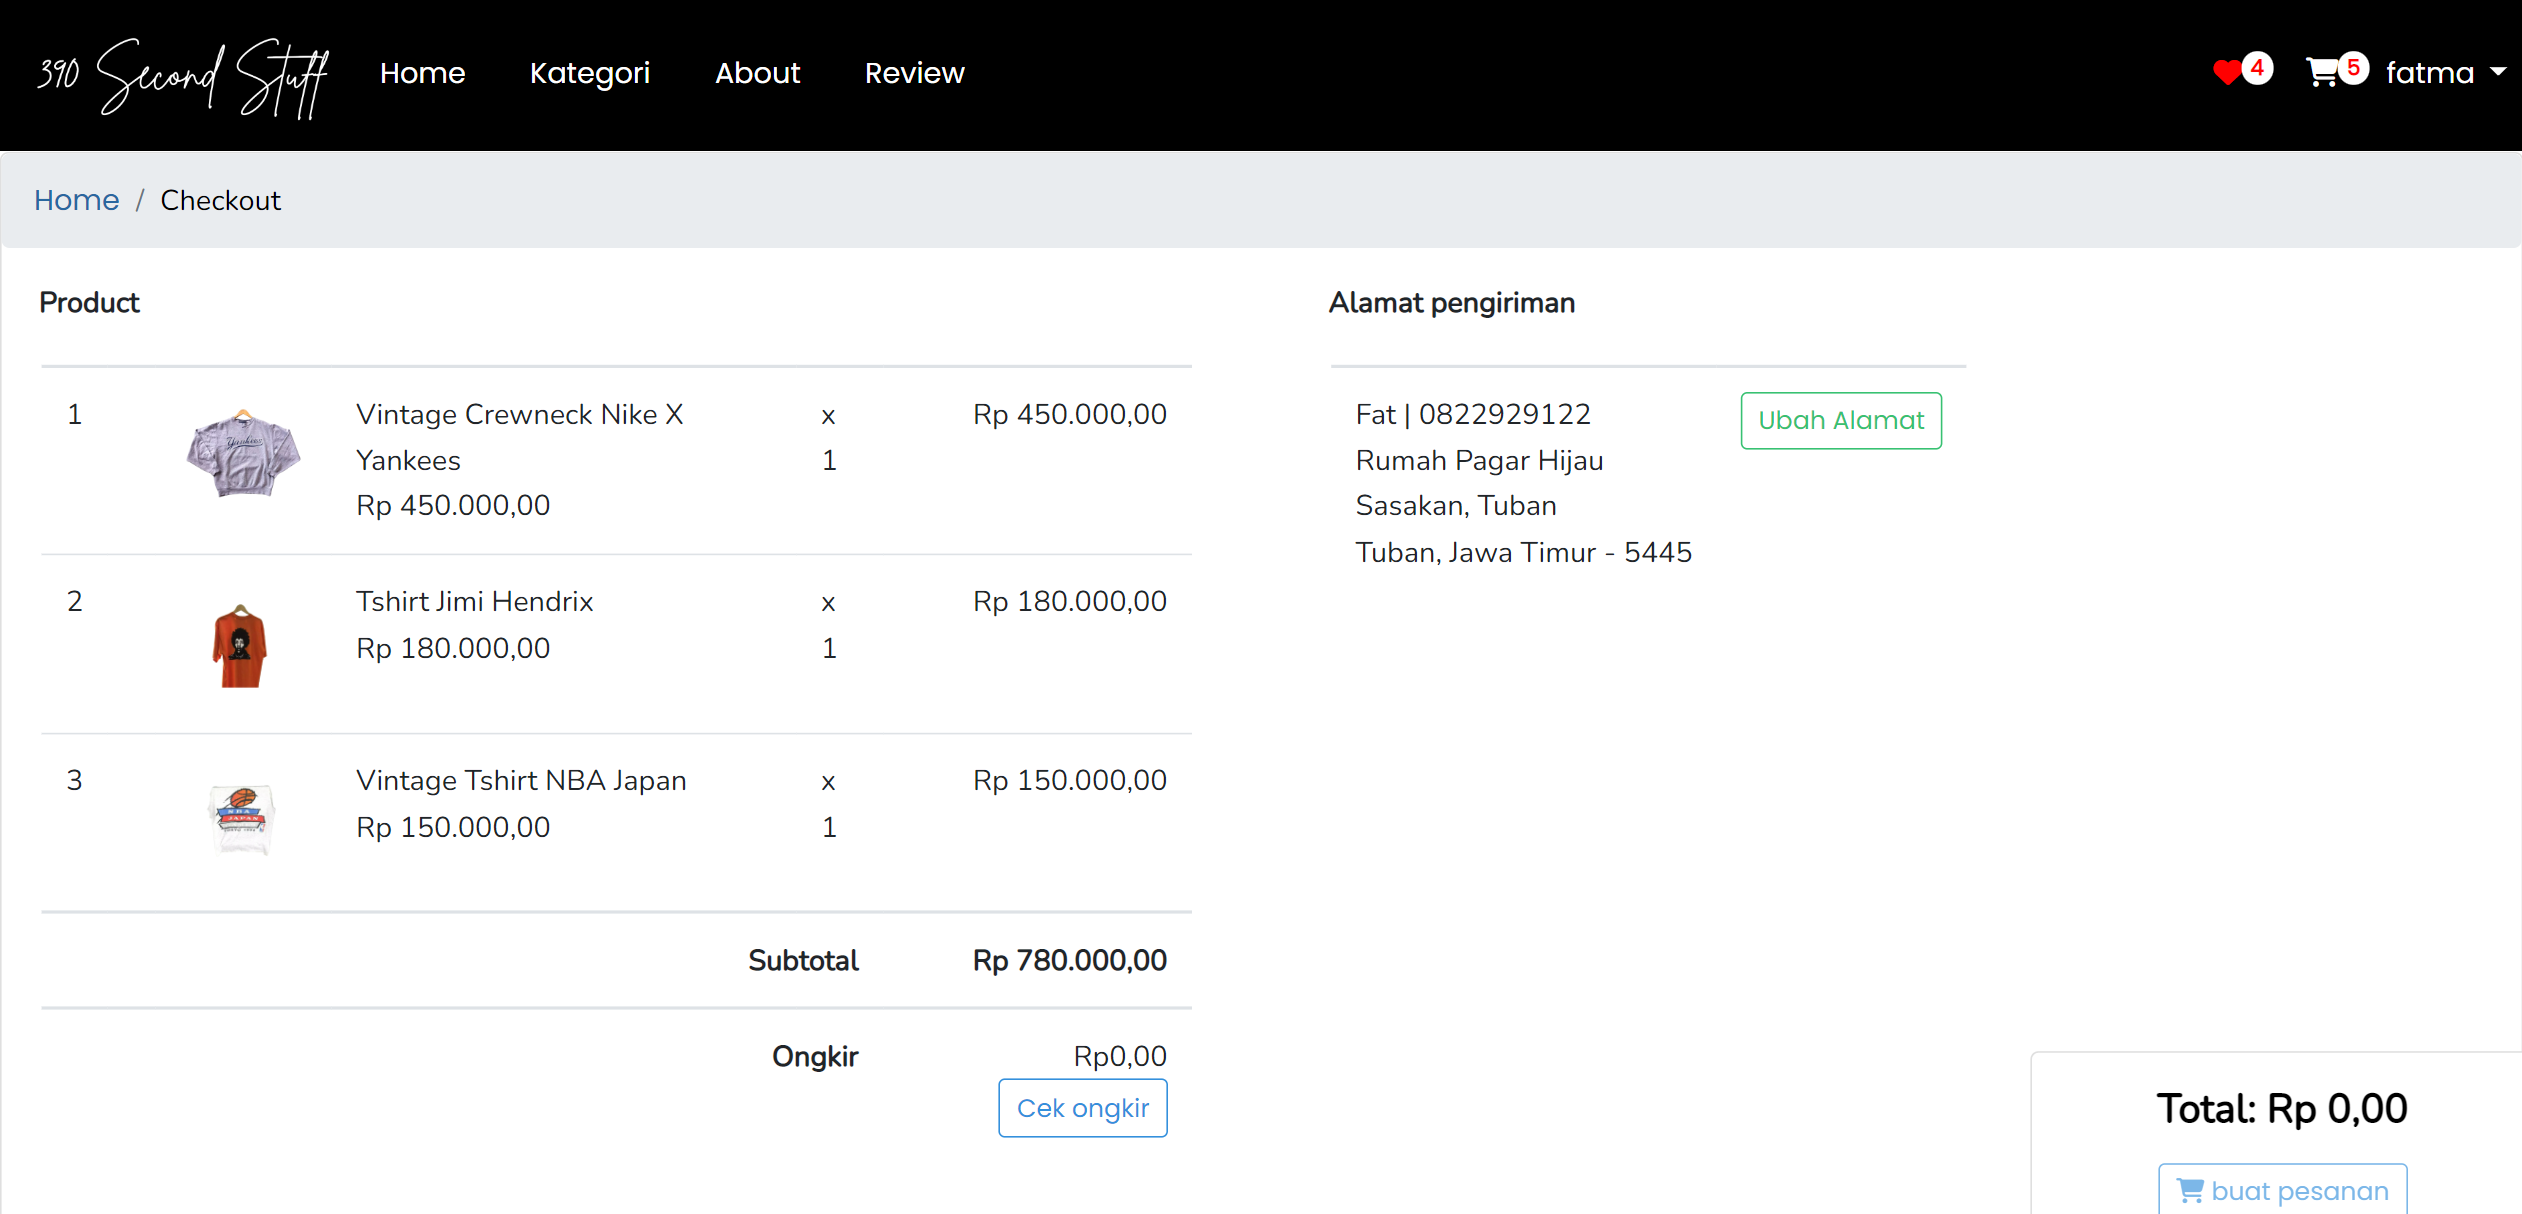 390 Second Stuff Home Kategori About Review 4 5 fatma
Home / Checkout
Product
1 Vintage Crewneck Nike X x Rp 450.000,00
Yankees 1
Rp 450.000,00
2 Tshirt Jimi Hendrix x Rp 180.000,00
Rp 180.000,00 1
3 Vintage Tshirt NBA Japan x Rp 150.000,00
Rp 150.000,00 1
Subtotal Rp 780.000,00
Ongkir Rp0,00
Cek ongkir
Alamat pengiriman
Fat | 0822929122 Ubah Alamat
Rumah Pagar Hijau
Sasakan, Tuban
Tuban, Jawa Timur - 5445
Total: Rp 0,00
buat pesanan
Yankees
NBA
JAPAN